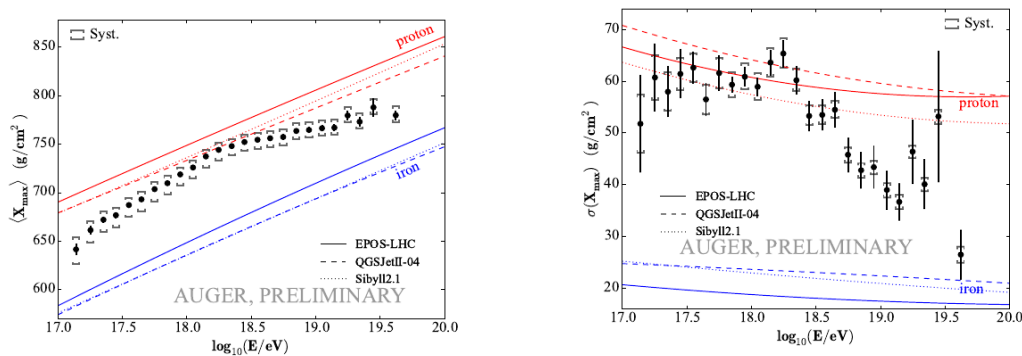 850
800
750
700
650
600
⟨X_max⟩ (g/cm²)
Syst.
proton
iron
EPOS-LHC
QGSJetII-04
Sibyll2.1
AUGER, PRELIMINARY
17.0 17.5 18.0 18.5 19.0 19.5 20.0
log₁₀(E/eV)
70
60
50
40
30
20
σ(X_max) (g/cm²)
Syst.
proton
EPOS-LHC
QGSJetII-04
Sibyll2.1
AUGER, PRELIMINARY
iron
17.0 17.5 18.0 18.5 19.0 19.5 20.0
log₁₀(E/eV)